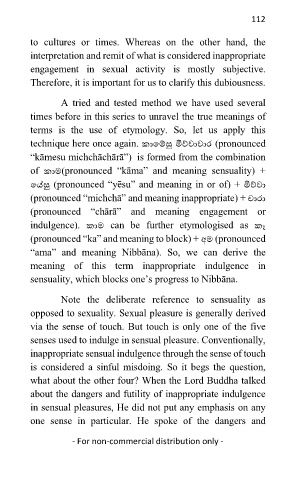 112
to cultures or times. Whereas on the other hand, the
interpretation and remit of what is considered inappropriate
engagement in sexual activity is mostly subjective.
Therefore, it is important for us to clarify this dubiousness.
A tried and tested method we have used several
times before in this series to unravel the true meanings of
terms is the use of etymology. So, let us apply this
technique here once again. කාමේසු මිච්චාචාර (pronounced
“kāmesu michchāchārā”) is formed from the combination
of කාම(pronounced “kāma” and meaning sensuality) +
යේසු (pronounced “yēsu” and meaning in or of) + මිච්චා
(pronounced “michchā” and meaning inappropriate) + චාරා
(pronounced “chārā” and meaning engagement or
indulgence). කාම can be further etymologised as කෑ
(pronounced “ka” and meaning to block) + අම (pronounced
“ama” and meaning Nibbāna). So, we can derive the
meaning of this term inappropriate indulgence in
sensuality, which blocks one’s progress to Nibbāna.
Note the deliberate reference to sensuality as
opposed to sexuality. Sexual pleasure is generally derived
via the sense of touch. But touch is only one of the five
senses used to indulge in sensual pleasure. Conventionally,
inappropriate sensual indulgence through the sense of touch
is considered a sinful misdoing. So it begs the question,
what about the other four? When the Lord Buddha talked
about the dangers and futility of inappropriate indulgence
in sensual pleasures, He did not put any emphasis on any
one sense in particular. He spoke of the dangers and
- For non-commercial distribution only -